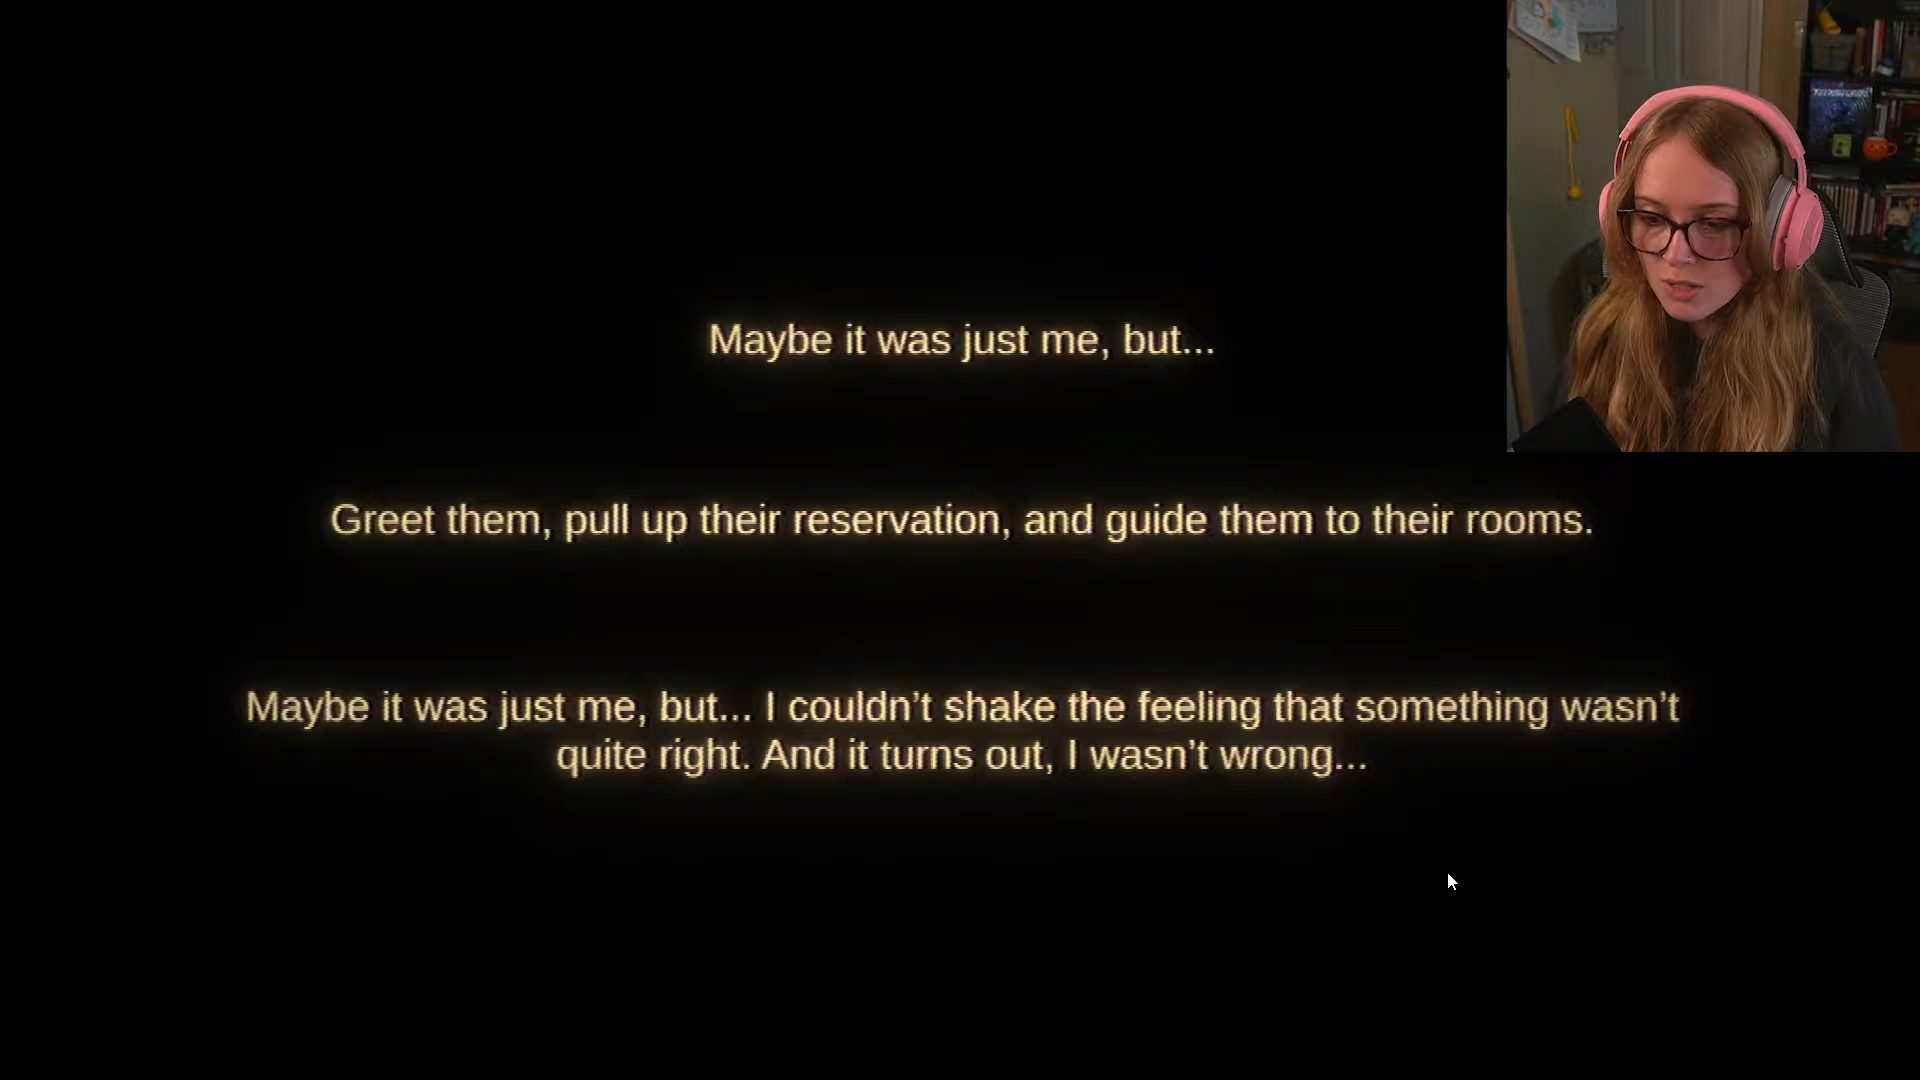 Maybe it was just me, but...
Greet them, pull up their reservation, and guide them to their rooms.
Maybe it was just me, but... I couldn’t shake the feeling that something wasn’t
quite right. And it turns out, I wasn’t wrong...